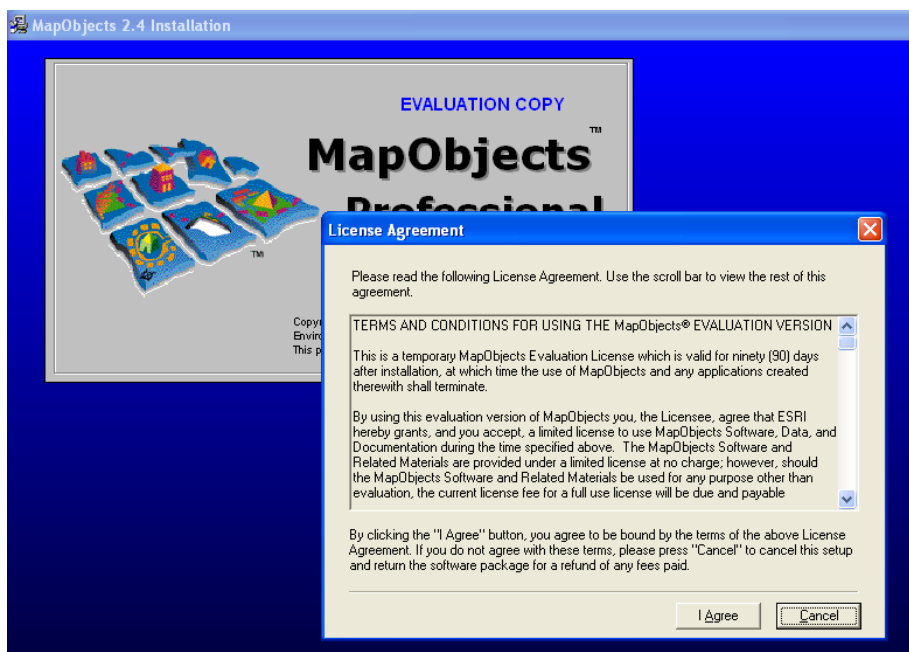 MapObjects 2.4 Installation
EVALUATION COPY
MapObjects™
Professional
TM
License Agreement
Please read the following License Agreement. Use the scroll bar to view the rest of this
agreement.
TERMS AND CONDITIONS FOR USING THE MapObjects® EVALUATION VERSION
This is a temporary MapObjects Evaluation License which is valid for ninety (90) days
after installation, at which time the use of MapObjects and any applications created
therewith shall terminate.
By using this evaluation version of MapObjects you, the Licensee, agree that ESRI
hereby grants, and you accept, a limited license to use MapObjects Software, Data, and
Documentation during the time specified above. The MapObjects Software and
Related Materials are provided under a limited license at no charge; however, should
the MapObjects Software and Related Materials be used for any purpose other than
evaluation, the current license fee for a full use license will be due and payable
By clicking the "I Agree" button, you agree to be bound by the terms of the above License
Agreement. If you do not agree with these terms, please press "Cancel" to cancel this setup
and return the software package for a refund of any fees paid.
I Agree
Cancel